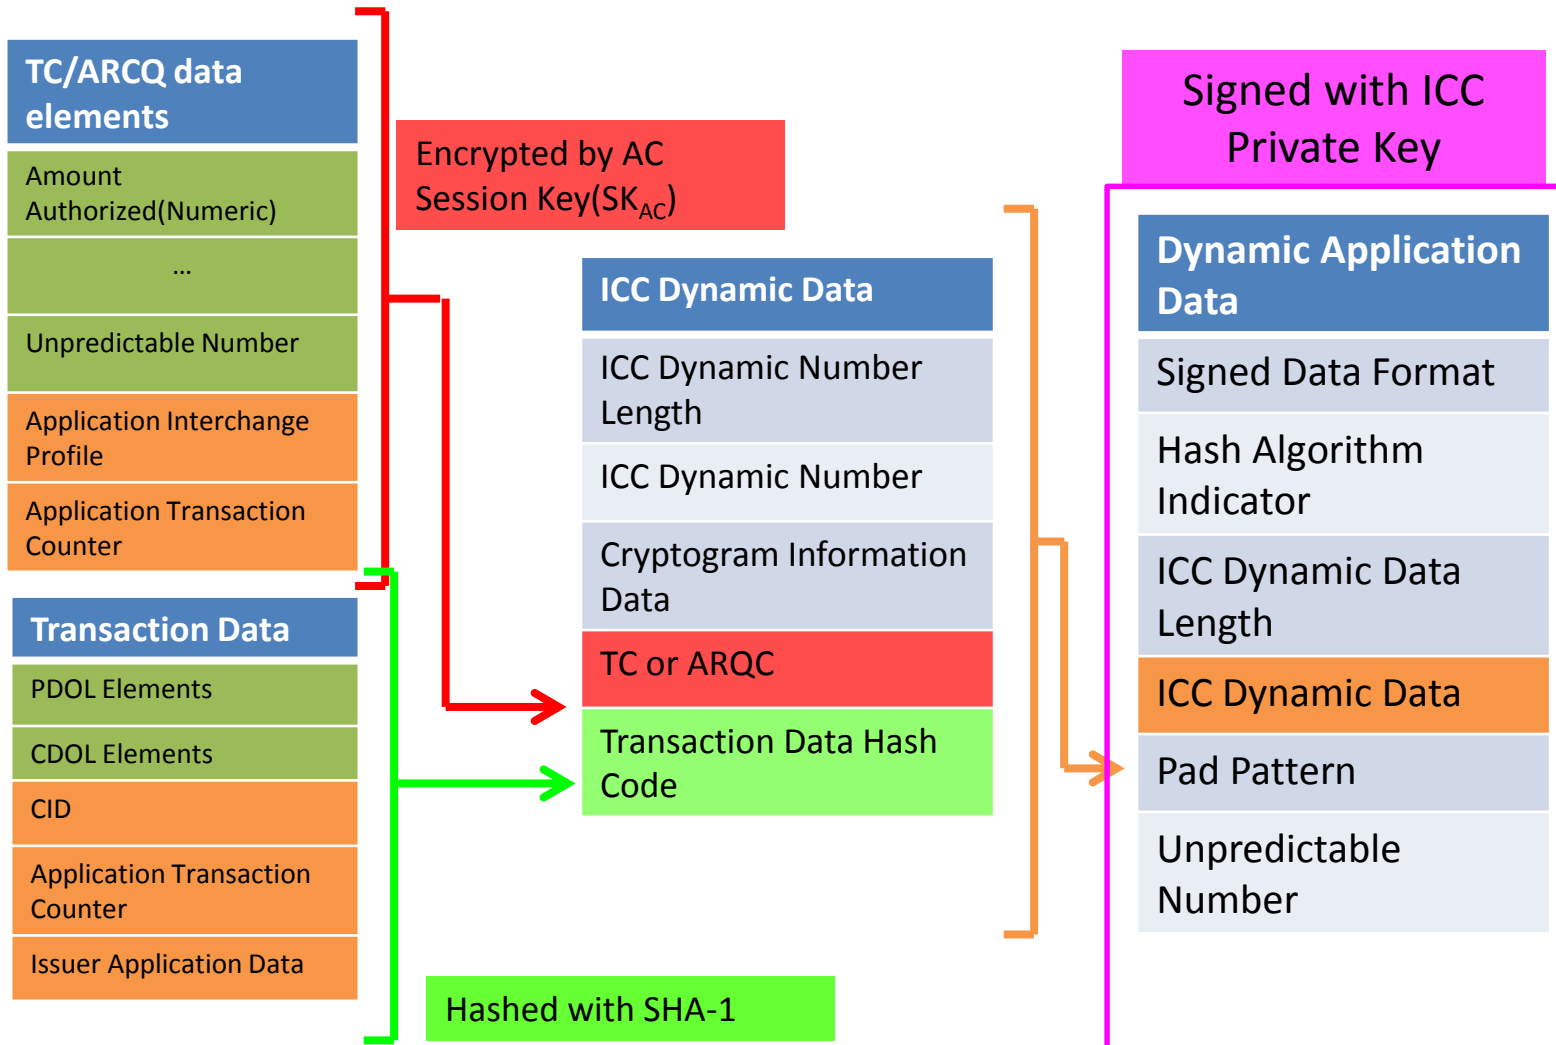 TC/ARCQ data
elements
Amount
Authorized(Numeric)
...
Unpredictable Number
Application Interchange
Profile
Application Transaction
Counter
Transaction Data
PDOL Elements
CDOL Elements
CID
Application Transaction
Counter
Issuer Application Data
Encrypted by AC
Session Key(SKAC)
Hashed with SHA-1
ICC Dynamic Data
ICC Dynamic Number
Length
ICC Dynamic Number
Cryptogram Information
Data
TC or ARQC
Transaction Data Hash
Code
Signed with ICC
Private Key
Dynamic Application
Data
Signed Data Format
Hash Algorithm
Indicator
ICC Dynamic Data
Length
ICC Dynamic Data
Pad Pattern
Unpredictable
Number